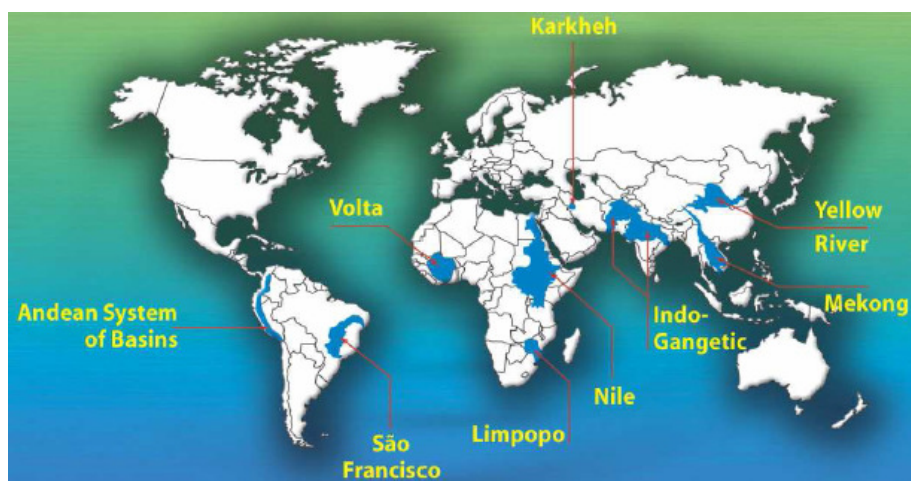 Karkheh
Volta
Yellow
River
Andean System
of Basins
Mekong
Indo-
Gangetic
Nile
Limpopo
São
Francisco